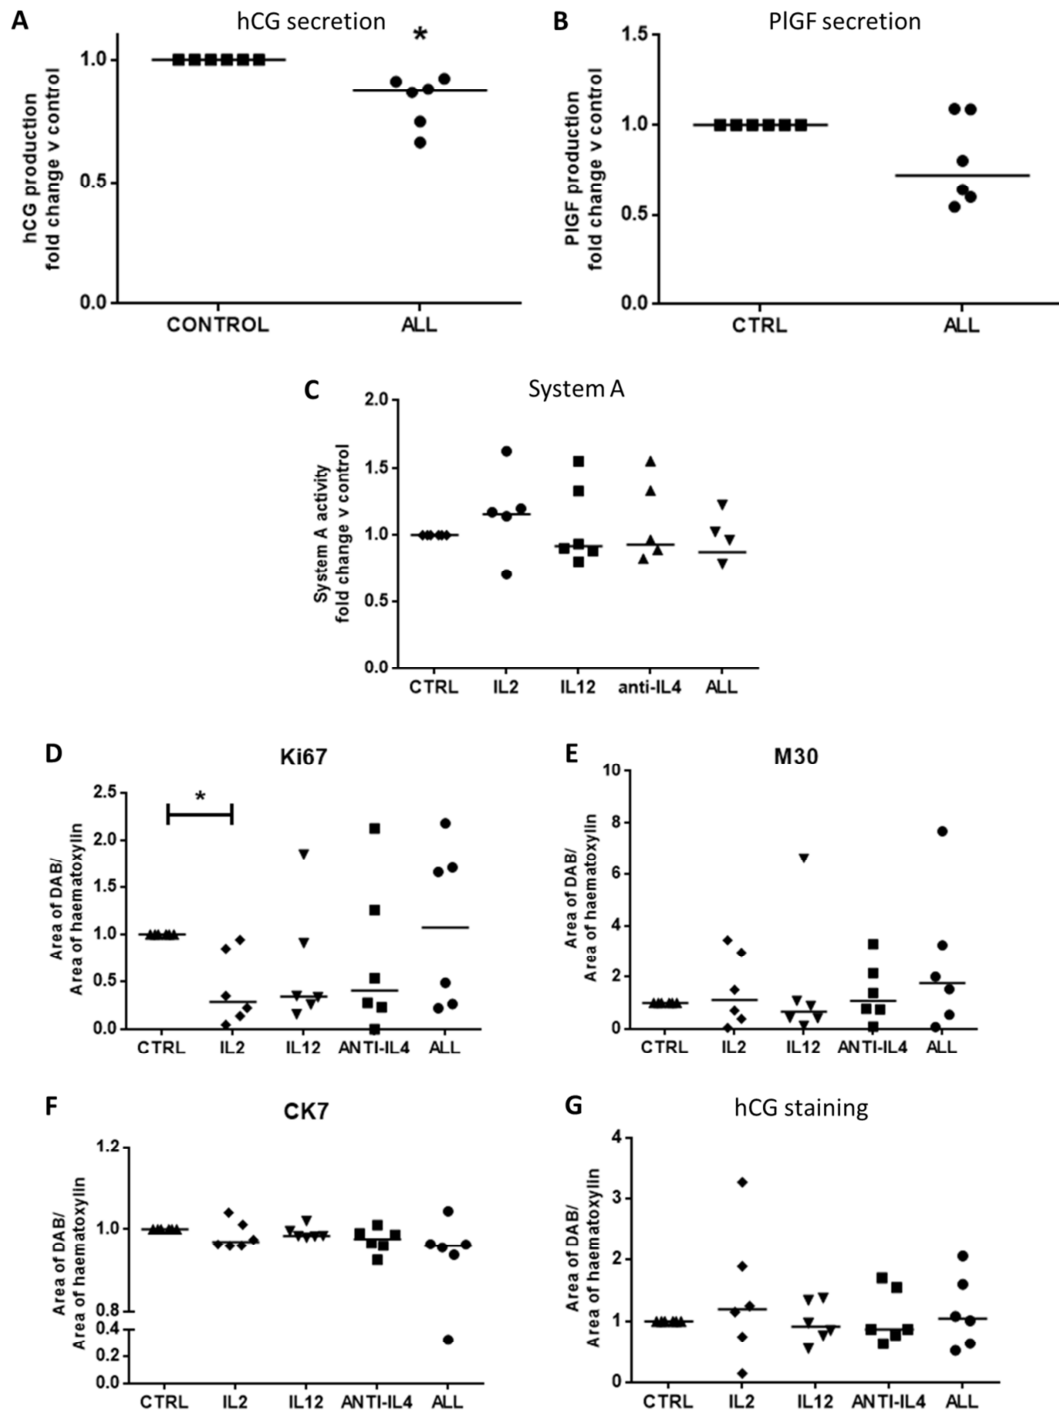 A
hCG secretion
*
hCG production
fold change v control
1.0
0.5
0.0
CONTROL
ALL
B
PlGF secretion
PlGF production
fold change v control
1.5
1.0
0.5
0.0
CTRL
ALL
C
System A
System A activity
fold change v control
2.0
1.5
1.0
0.5
0.0
CTRL
IL2
IL12
anti-IL4
ALL
D
Ki67
*
Area of DAB/
Area of haematoxylin
2.5
2.0
1.5
1.0
0.5
0.0
CTRL
IL2
IL12
ANTI-IL4
ALL
E
M30
Area of DAB/
Area of haematoxylin
10
8
6
4
2
0
CTRL
IL2
IL12
ANTI-IL4
ALL
F
CK7
Area of DAB/
Area of haematoxylin
1.2
1.0
0.8
0.4
0.2
0.0
CTRL
IL2
IL12
ANTI-IL4
ALL
G
hCG staining
Area of DAB/
Area of haematoxylin
4
3
2
1
0
CTRL
IL2
IL12
ANTI-IL4
ALL